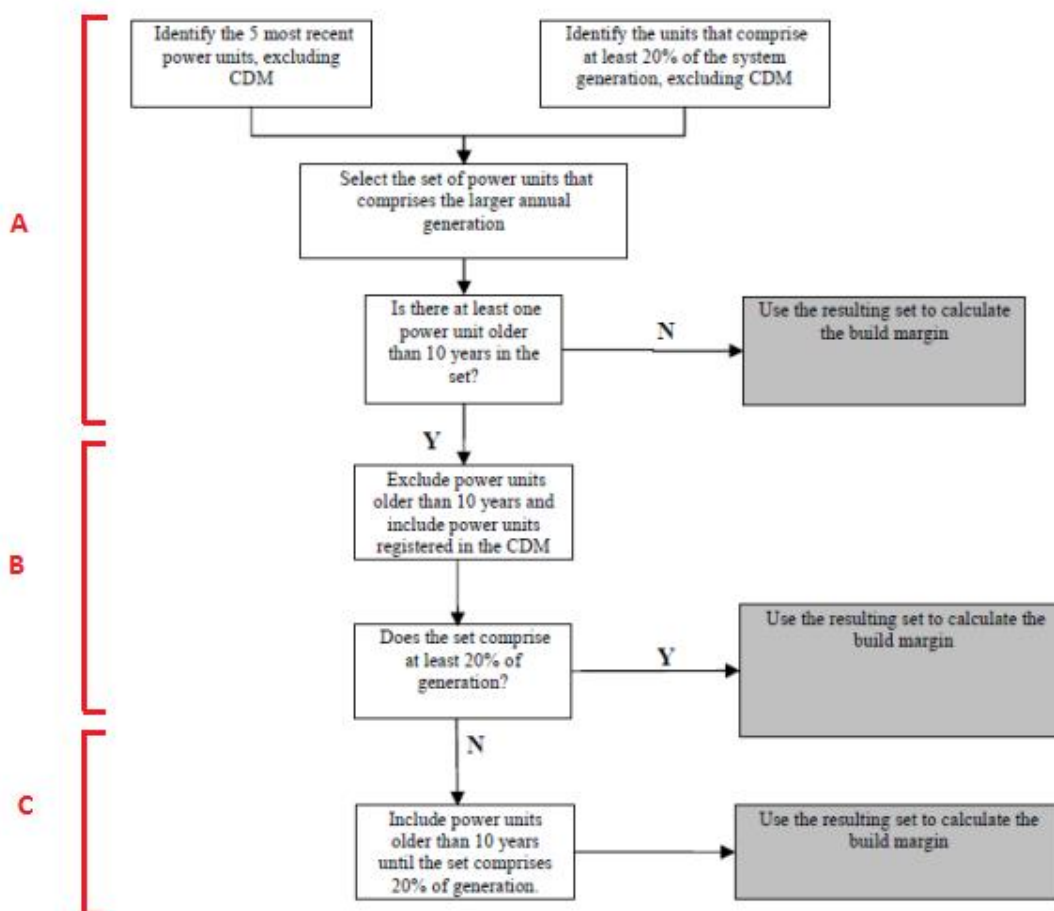 Identify the 5 most recent
power units, excluding
CDM
Identify the units that comprise
at least 20% of the system
generation, excluding CDM
Select the set of power units that
comprises the larger annual
generation
A
Is there at least one
power unit older
than 10 years in the
set?
N
Use the resulting set to calculate
the build margin
Y
Exclude power units
older than 10 years and
include power units
registered in the CDM
B
Does the set comprise
at least 20% of
generation?
Y
Use the resulting set to calculate the
build margin
N
C
Include power units
older than 10 years
until the set comprises
20% of generation.
Use the resulting set to calculate the
build margin